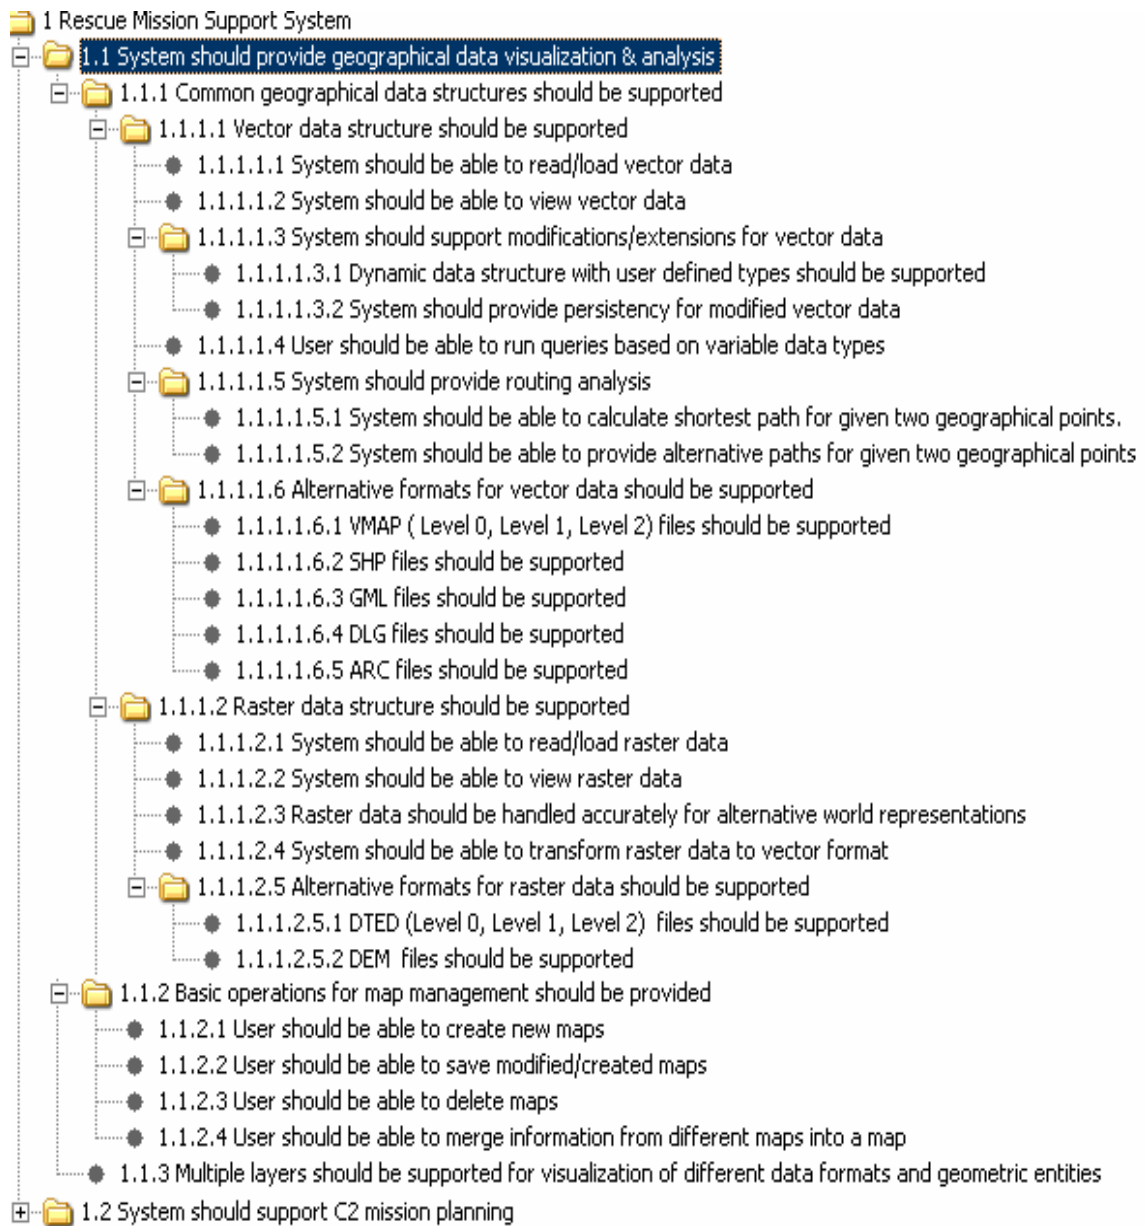 1 Rescue Mission Support System
1.1 System should provide geographical data visualization & analysis
1.1.1 Common geographical data structures should be supported
1.1.1.1 Vector data structure should be supported
1.1.1.1.1 System should be able to read/load vector data
1.1.1.1.2 System should be able to view vector data
1.1.1.1.3 System should support modifications/extensions for vector data
1.1.1.1.3.1 Dynamic data structure with user defined types should be supported
1.1.1.1.3.2 System should provide persistency for modified vector data
1.1.1.1.4 User should be able to run queries based on variable data types
1.1.1.1.5 System should provide routing analysis
1.1.1.1.5.1 System should be able to calculate shortest path for given two geographical points.
1.1.1.1.5.2 System should be able to provide alternative paths for given two geographical points
1.1.1.1.6 Alternative formats for vector data should be supported
1.1.1.1.6.1 VMAP ( Level 0, Level 1, Level 2) files should be supported
1.1.1.1.6.2 SHP files should be supported
1.1.1.1.6.3 GML files should be supported
1.1.1.1.6.4 DLG files should be supported
1.1.1.1.6.5 ARC files should be supported
1.1.1.2 Raster data structure should be supported
1.1.1.2.1 System should be able to read/load raster data
1.1.1.2.2 System should be able to view raster data
1.1.1.2.3 Raster data should be handled accurately for alternative world representations
1.1.1.2.4 System should be able to transform raster data to vector format
1.1.1.2.5 Alternative formats for raster data should be supported
1.1.1.2.5.1 DTED (Level 0, Level 1, Level 2) files should be supported
1.1.1.2.5.2 DEM files should be supported
1.1.2 Basic operations for map management should be provided
1.1.2.1 User should be able to create new maps
1.1.2.2 User should be able to save modified/created maps
1.1.2.3 User should be able to delete maps
1.1.2.4 User should be able to merge information from different maps into a map
1.1.3 Multiple layers should be supported for visualization of different data formats and geometric entities
1.2 System should support C2 mission planning